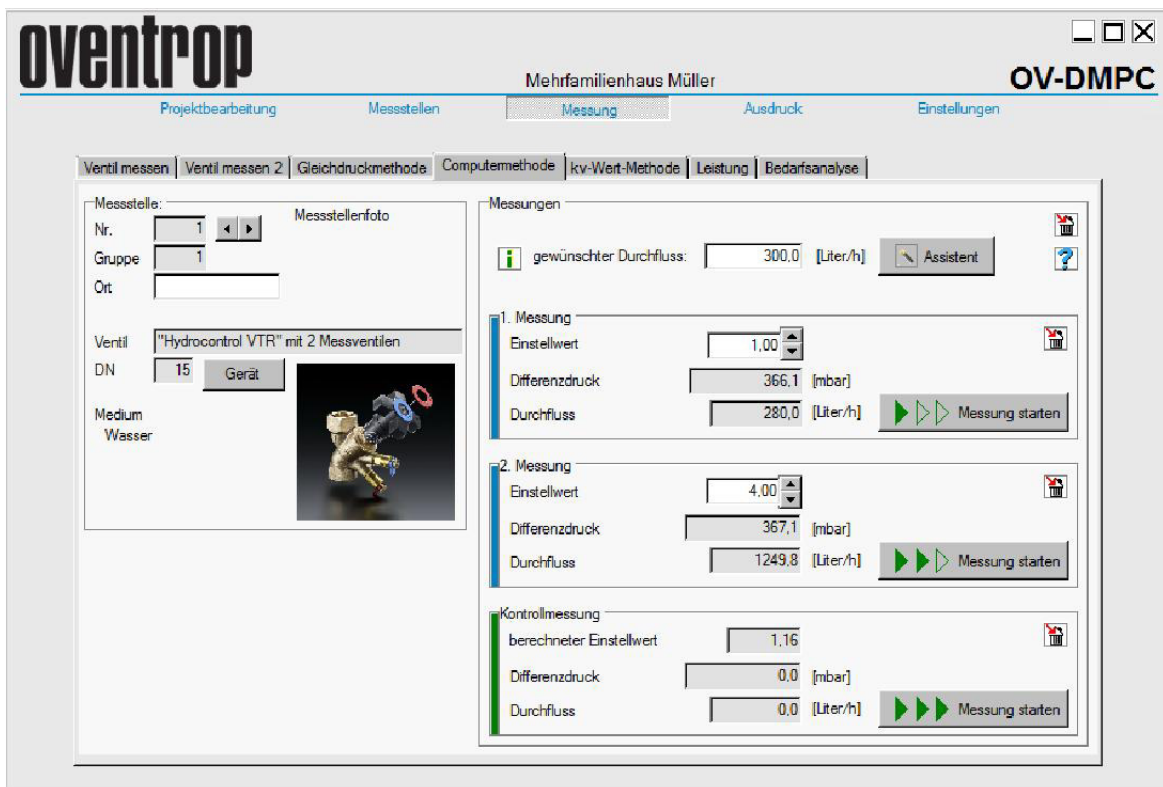 oventrop
Mehrfamilienhaus Müller
OV-DMPC
Projektbearbeitung Messstellen Messung Ausdruck Einstellungen
Ventil messen Ventil messen 2 Gleichdruckmethode Computermethode kv-Wert-Methode Leistung Bedarfsanalyse
Messstelle:
Nr. 1
Messstellenfoto
Gruppe 1
Ort
Ventil "Hydrocontrol VTR" mit 2 Messventilen
DN 15 Gerät
Medium
Wasser
Messungen
gewünschter Durchfluss: 300,0 [Liter/h] Assistent
1. Messung
Einstellwert 1,00
Differenzdruck 366,1 [mbar]
Durchfluss 280,0 [Liter/h] Messung starten
2. Messung
Einstellwert 4,00
Differenzdruck 367,1 [mbar]
Durchfluss 1249,8 [Liter/h] Messung starten
Kontrollmessung
berechneter Einstellwert 1,16
Differenzdruck 0,0 [mbar]
Durchfluss 0,0 [Liter/h] Messung starten